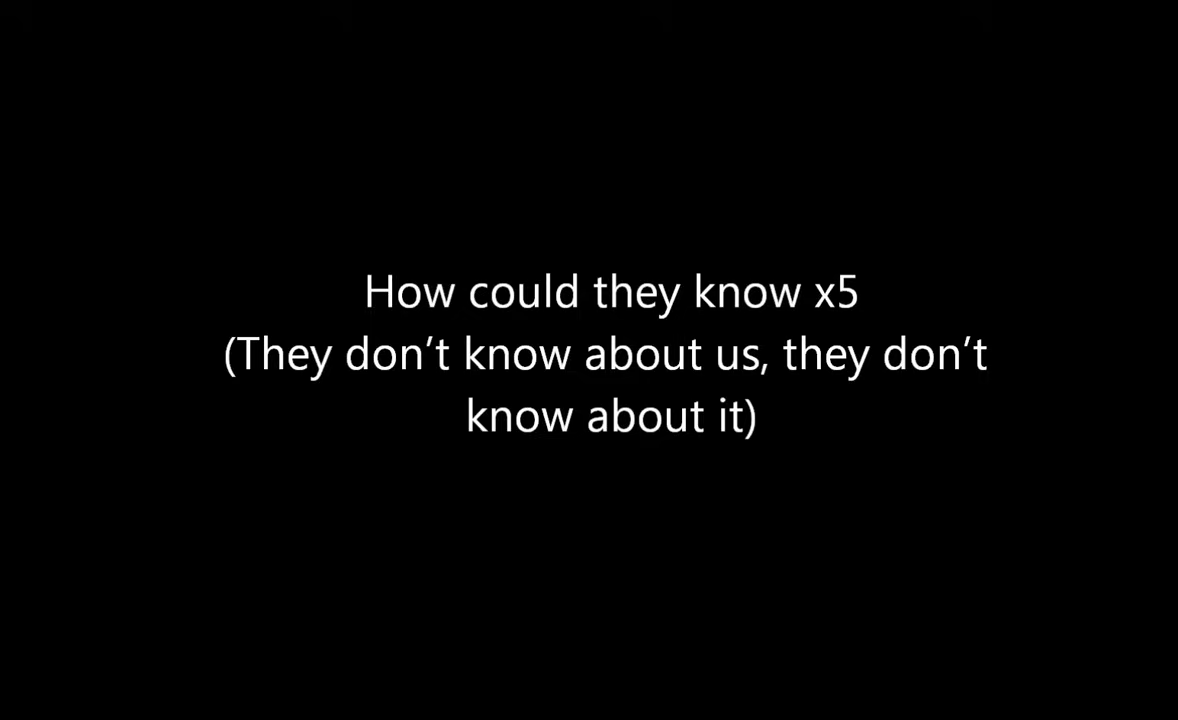 How could they know x5
(They don’t know about us, they don’t
know about it)